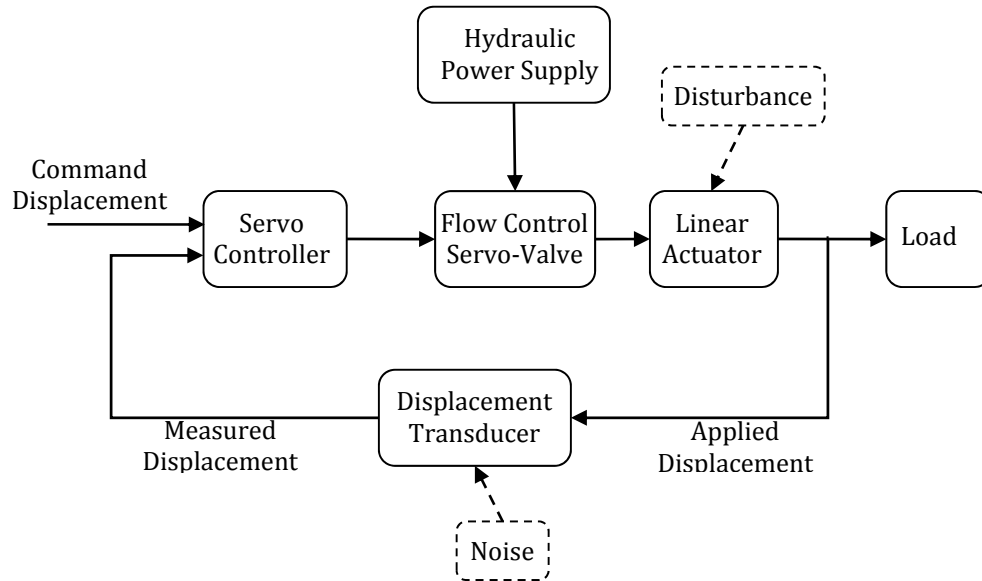 Hydraulic
Power Supply
Disturbance
Command
Displacement
Servo
Controller
Flow Control
Servo-Valve
Linear
Actuator
Load
Displacement
Transducer
Measured
Displacement
Applied
Displacement
Noise